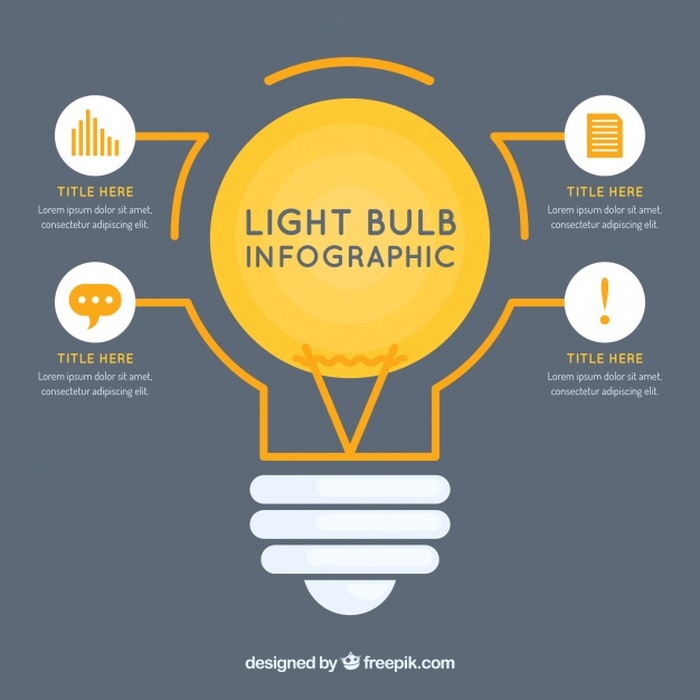 LIGHT BULB
INFOGRAPHIC
TITLE HERE
Lorem ipsum dolor sit amet,
consectetur adipiscing elit.
TITLE HERE
Lorem ipsum dolor sit amet,
consectetur adipiscing elit.
TITLE HERE
Lorem ipsum dolor sit amet,
consectetur adipiscing elit.
TITLE HERE
Lorem ipsum dolor sit amet,
consectetur adipiscing elit.
designed by freepik.com